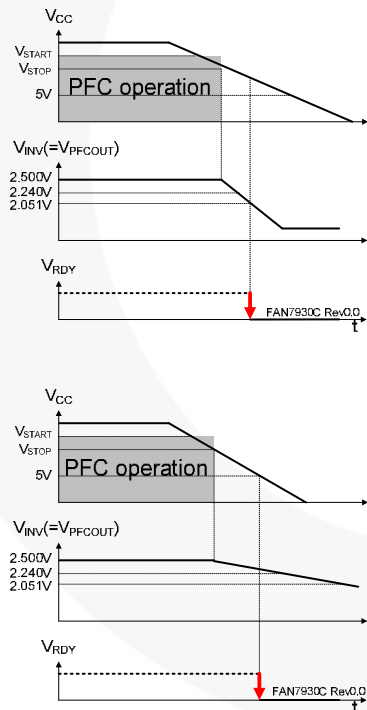 VCC
VSTART
VSTOP
PFC operation
5V
VINV(=VPFCOUT)
2.500V
2.240V
2.051V
VRDY
FAN7930C Rev0.0
t
VCC
VSTART
VSTOP
PFC operation
5V
VINV(=VPFCOUT)
2.500V
2.240V
2.051V
VRDY
FAN7930C Rev0.0
t